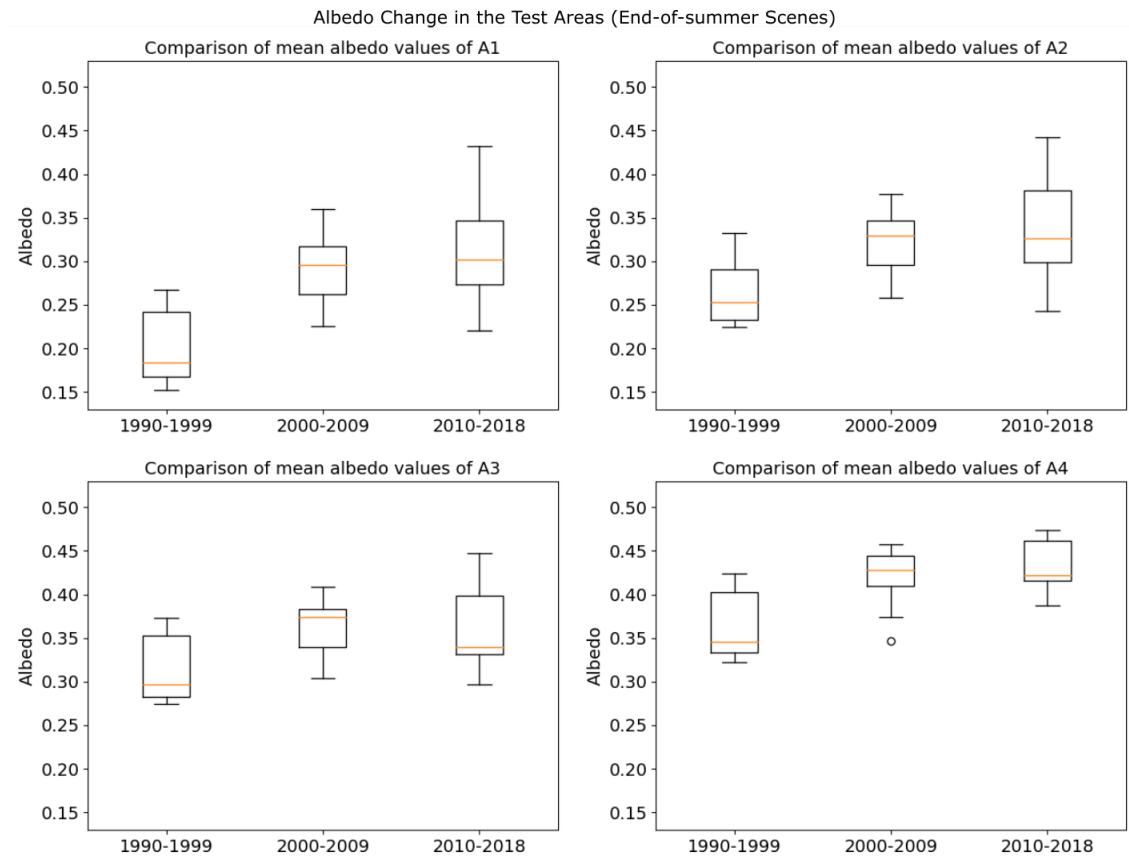 Albedo Change in the Test Areas (End-of-summer Scenes)
Comparison of mean albedo values of A1
0.50
0.45
0.40
0.35
0.30
0.25
0.20
0.15
Albedo
1990-1999 2000-2009 2010-2018
Comparison of mean albedo values of A2
0.50
0.45
0.40
0.35
0.30
0.25
0.20
0.15
Albedo
1990-1999 2000-2009 2010-2018
Comparison of mean albedo values of A3
0.50
0.45
0.40
0.35
0.30
0.25
0.20
0.15
Albedo
1990-1999 2000-2009 2010-2018
Comparison of mean albedo values of A4
0.50
0.45
0.40
0.35
0.30
0.25
0.20
0.15
Albedo
1990-1999 2000-2009 2010-2018